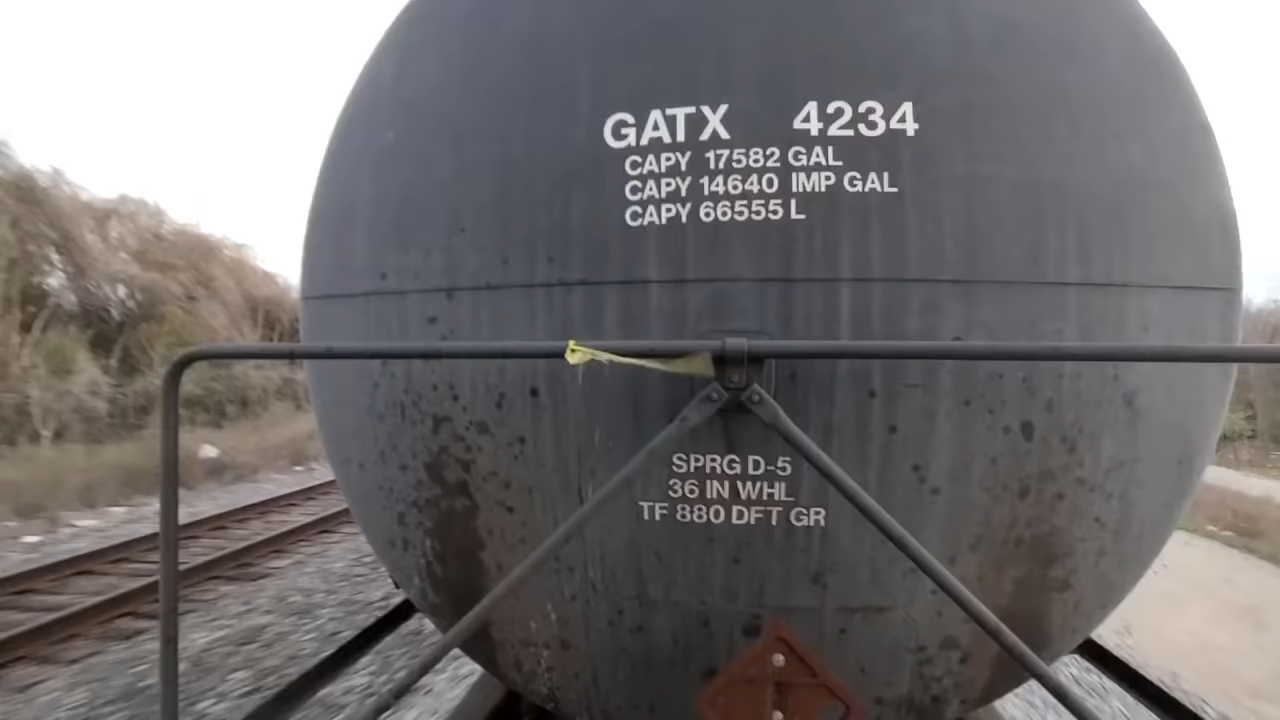 GATX 4234
CAPY 17582 GAL
CAPY 14640 IMP GAL
CAPY 66555 L
SPRG D-5
36 IN WHL
TF 880 DFT GR